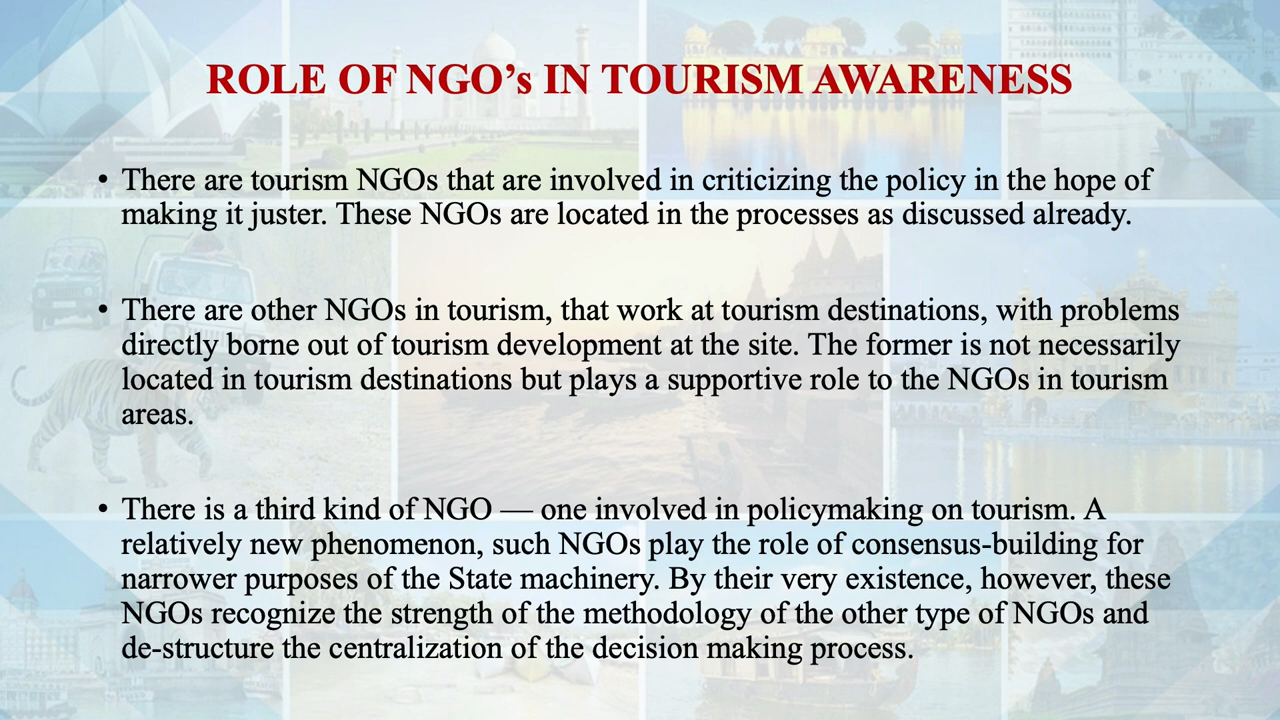 ROLE OF NGO’s IN TOURISM AWARENESS
• There are tourism NGOs that are involved in criticizing the policy in the hope of
making it juster. These NGOs are located in the processes as discussed already.
• There are other NGOs in tourism, that work at tourism destinations, with problems
directly borne out of tourism development at the site. The former is not necessarily
located in tourism destinations but plays a supportive role to the NGOs in tourism
areas.
• There is a third kind of NGO — one involved in policymaking on tourism. A
relatively new phenomenon, such NGOs play the role of consensus-building for
narrower purposes of the State machinery. By their very existence, however, these
NGOs recognize the strength of the methodology of the other type of NGOs and
de-structure the centralization of the decision making process.